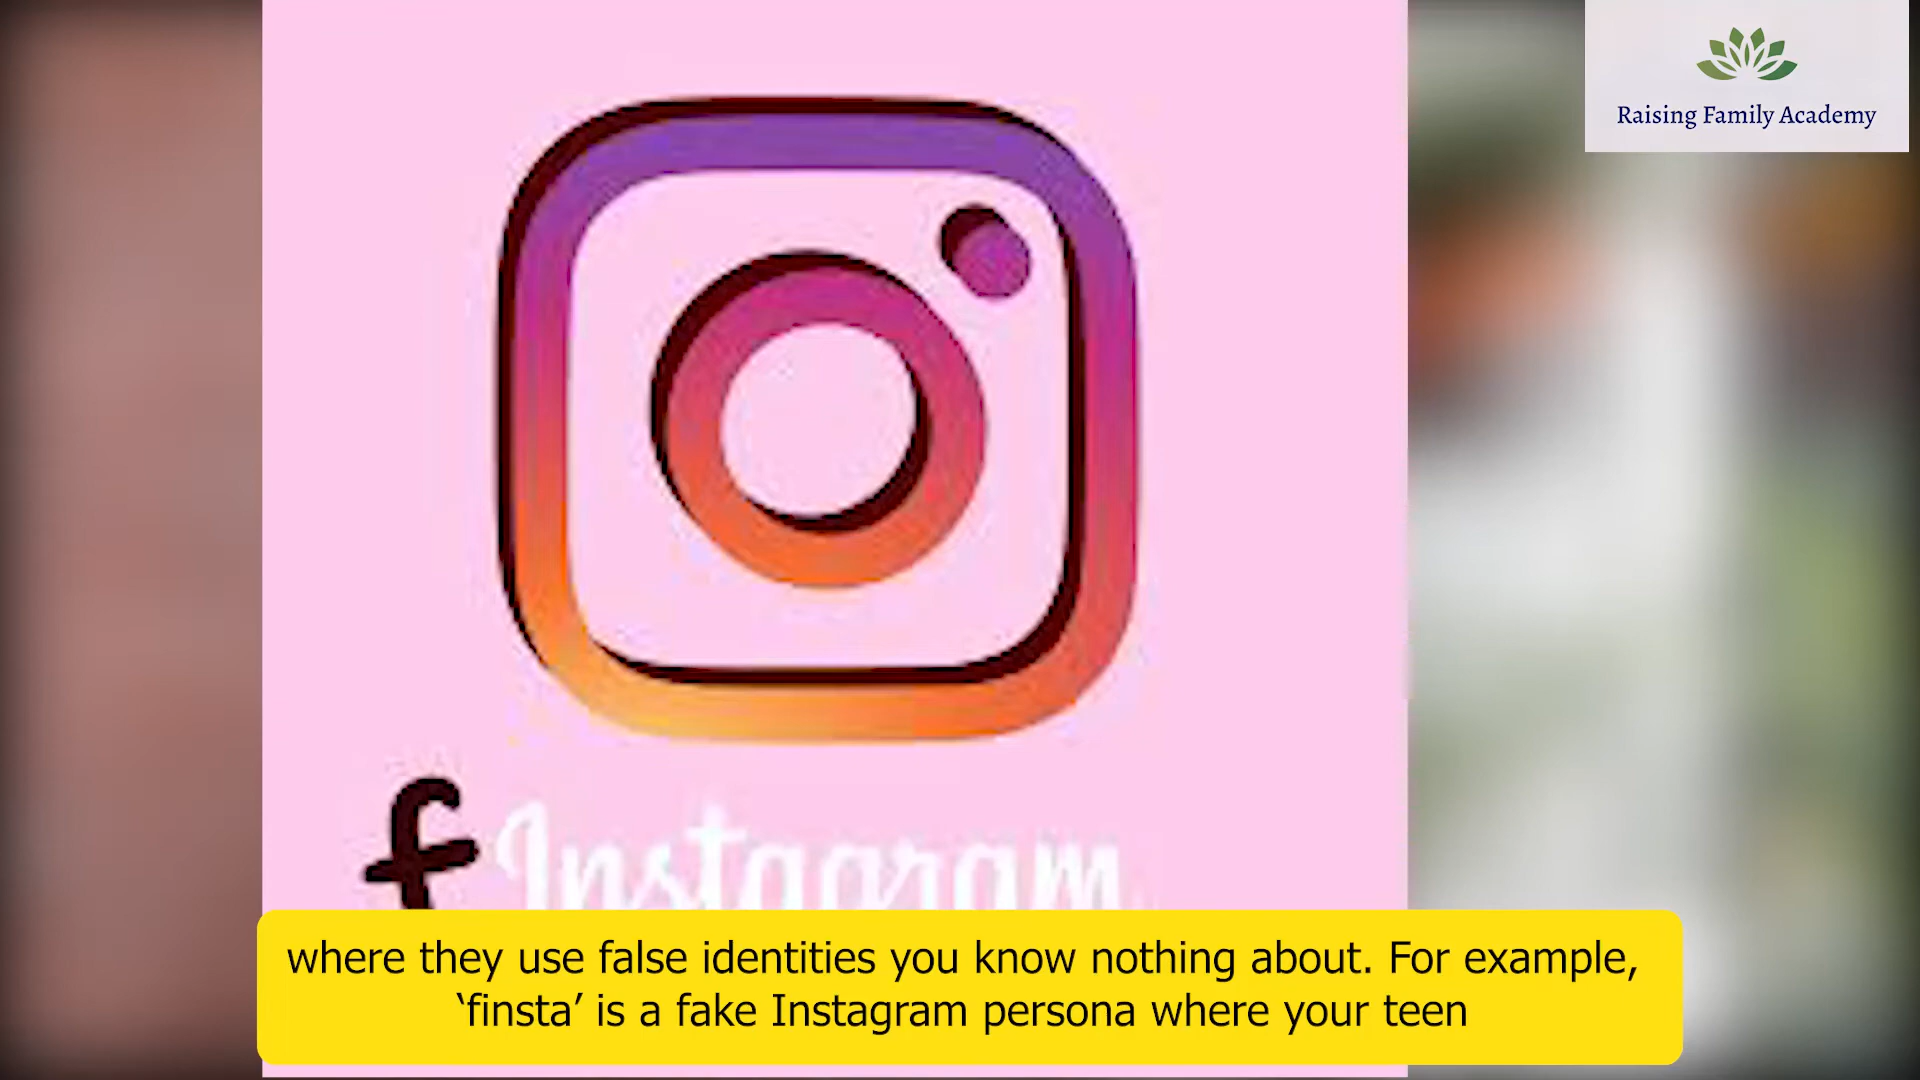 Raising Family Academy
f Instagram
where they use false identities you know nothing about. For example,
‘finsta’ is a fake Instagram persona where your teen